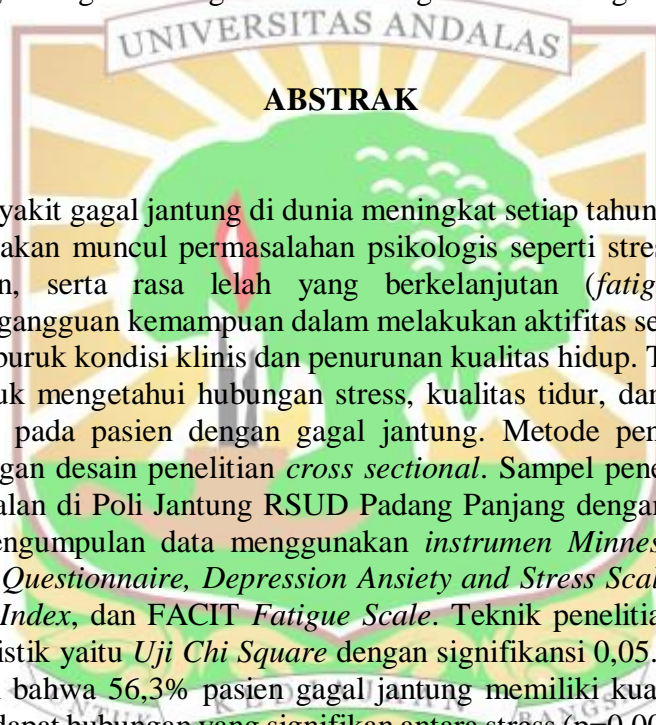 UNIVERSITAS ANDALAS
ABSTRAK
yakit gagal jantung di dunia meningkat setiap tahun
akan muncul permasalahan psikologis seperti stres
n, serta rasa lelah yang berkelanjutan (fatig
gangguan kemampuan dalam melakukan aktifitas se
buruk kondisi klinis dan penurunan kualitas hidup. T
uk mengetahui hubungan stress, kualitas tidur, dan
pada pasien dengan gagal jantung. Metode pen
gan desain penelitian cross sectional. Sampel pene
alan di Poli Jantung RSUD Padang Panjang dengan
engumpulan data menggunakan instrumen Minnes
Questionnaire, Depression Ansiety and Stress Scal
Index, dan FACIT Fatigue Scale. Teknik penelitia
istik yaitu Uji Chi Square dengan signifikansi 0,05.
bahwa 56,3% pasien gagal jantung memiliki kua
dapat hubungan yang signifikan antara stress (p=0,00